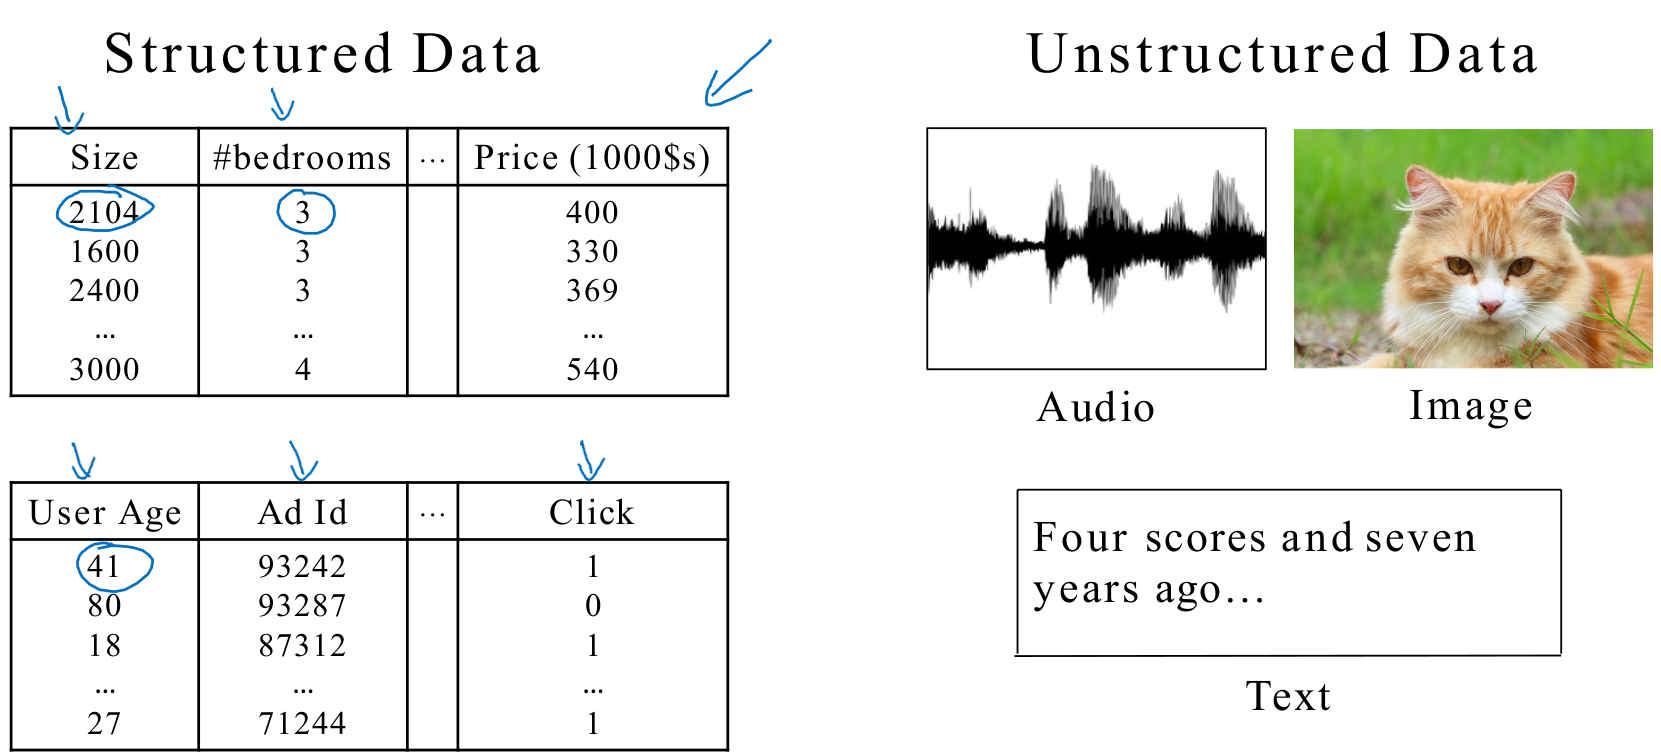 Structured Data
Size #bedrooms ... Price (1000$s)
2104 3 400
1600 3 330
2400 3 369
... ... ...
3000 4 540
User Age Ad Id ... Click
41 93242 1
80 93287 0
18 87312 1
... ... ...
27 71244 1
Unstructured Data
Audio
Image
Four scores and seven
years ago...
Text